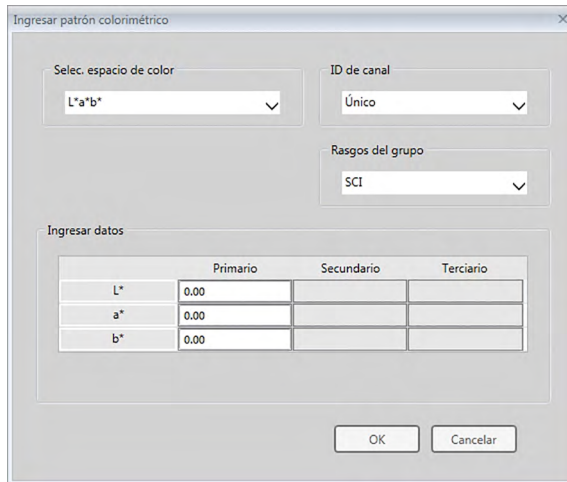 Ingresar patrón colorimétrico
Selec. espacio de color
L*a*b*
ID de canal
Único
Rasgos del grupo
SCI
Ingresar datos
Primario Secundario Terciario
L* 0.00
a* 0.00
b* 0.00
OK Cancelar